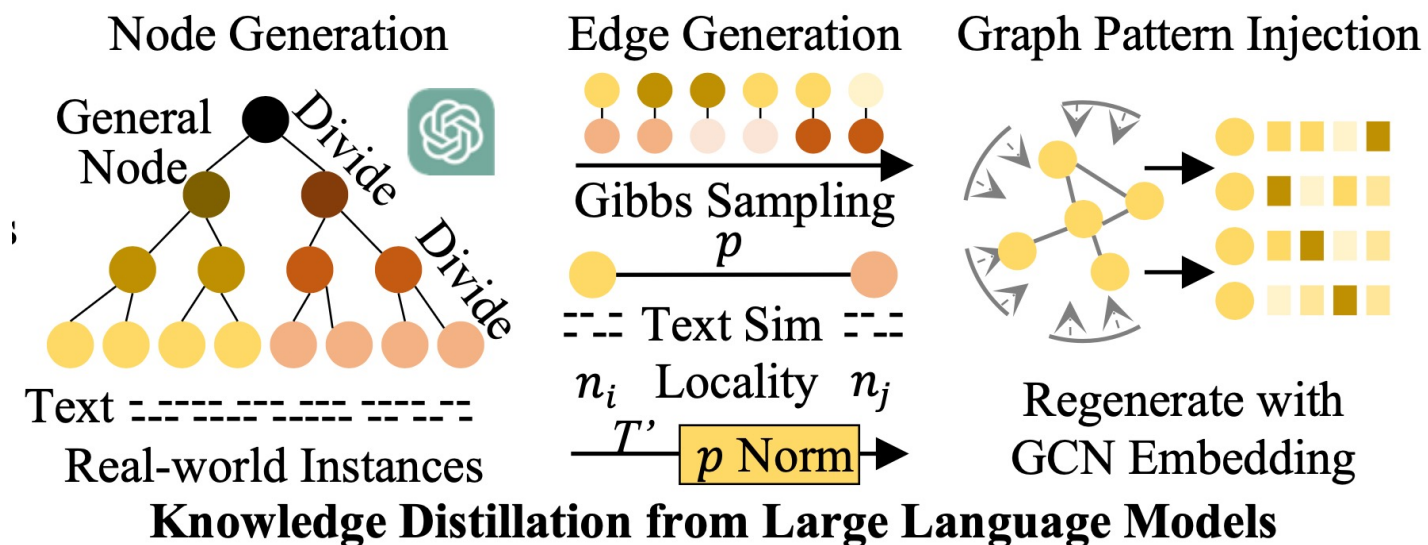 Node Generation
General
Node
Divide
Divide
Text
Real-world Instances
Edge Generation
Gibbs Sampling
p
Text Sim
n_i Locality n_j
T’
p Norm
Graph Pattern Injection
Regenerate with
GCN Embedding
Knowledge Distillation from Large Language Models